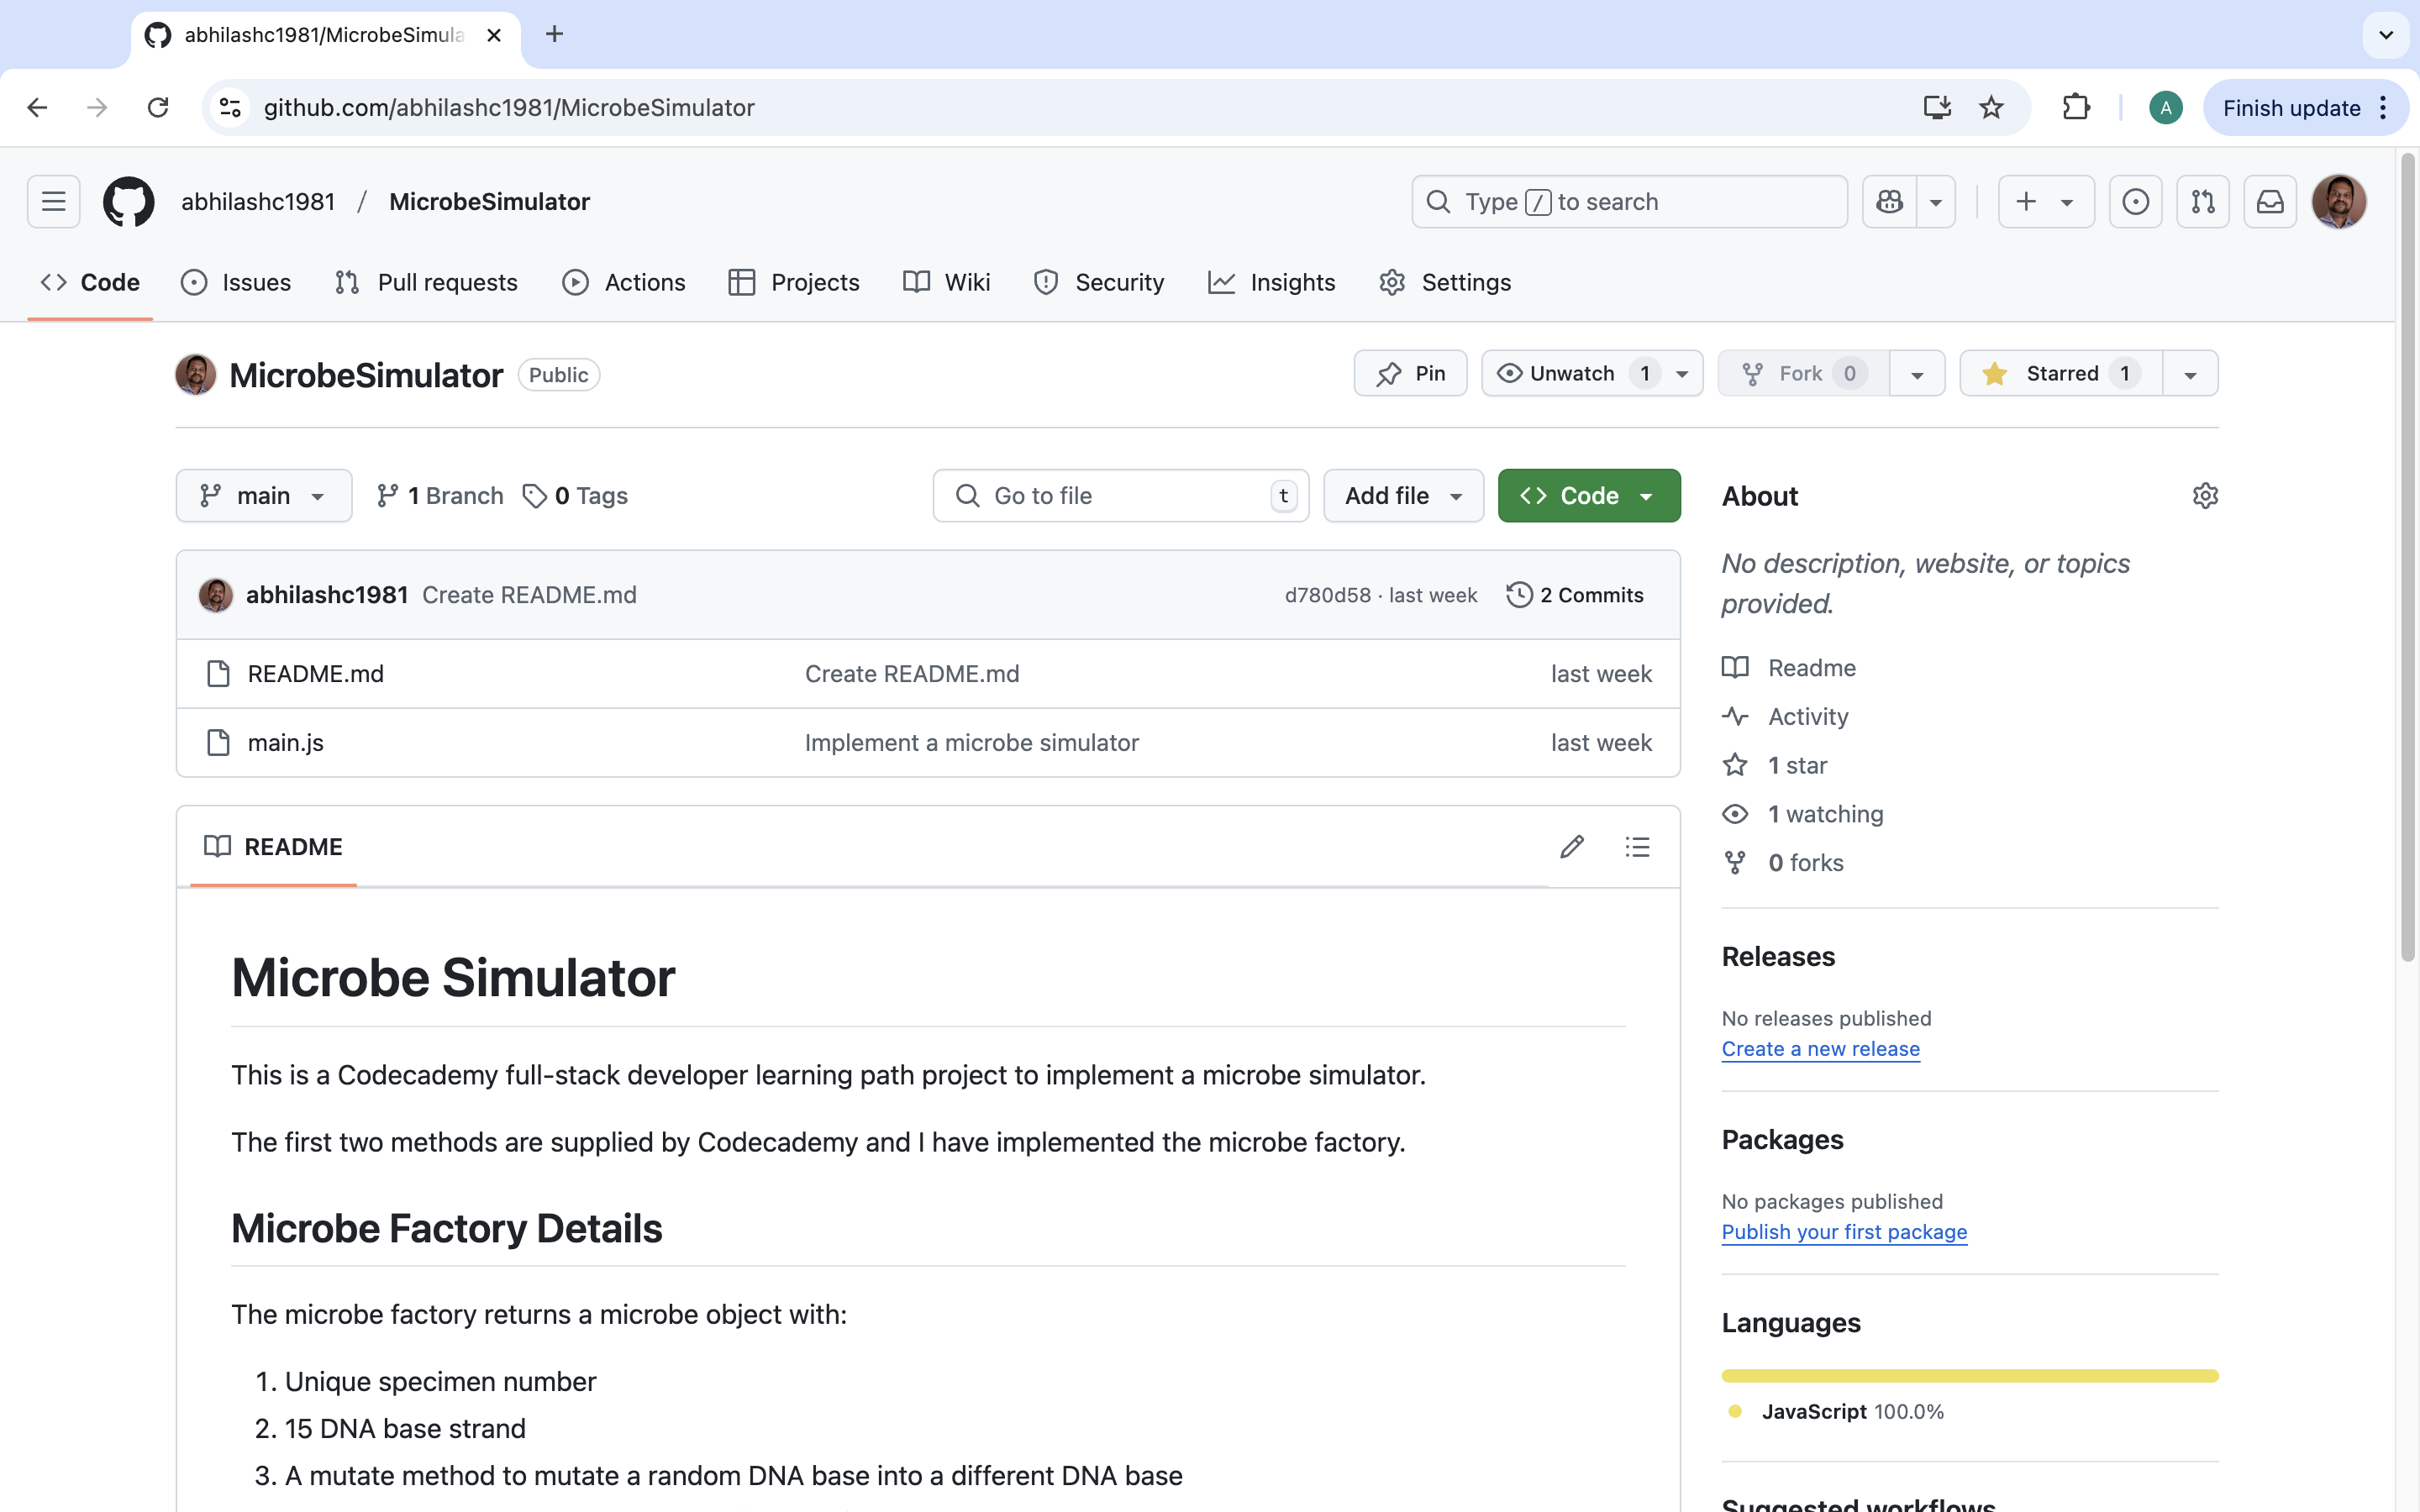 abhilashc1981/MicrobeSimula
github.com/abhilashc1981/MicrobeSimulator
A
Finish update
abhilashc1981 / MicrobeSimulator
Type / to search
Code
Issues
Pull requests
Actions
Projects
Wiki
Security
Insights
Settings
MicrobeSimulator
Public
Pin
Unwatch 1
Fork 0
Starred 1
main
1 Branch
0 Tags
Go to file
t
Add file
Code
abhilashc1981 Create README.md
d780d58 · last week
2 Commits
README.md
Create README.md
last week
main.js
Implement a microbe simulator
last week
README
Microbe Simulator
This is a Codecademy full-stack developer learning path project to implement a microbe simulator.
The first two methods are supplied by Codecademy and I have implemented the microbe factory.
Microbe Factory Details
The microbe factory returns a microbe object with:
1. Unique specimen number
2. 15 DNA base strand
3. A mutate method to mutate a random DNA base into a different DNA base
About
No description, website, or topics
provided.
Readme
Activity
1 star
1 watching
0 forks
Releases
No releases published
Create a new release
Packages
No packages published
Publish your first package
Languages
JavaScript 100.0%
Suggested workflows